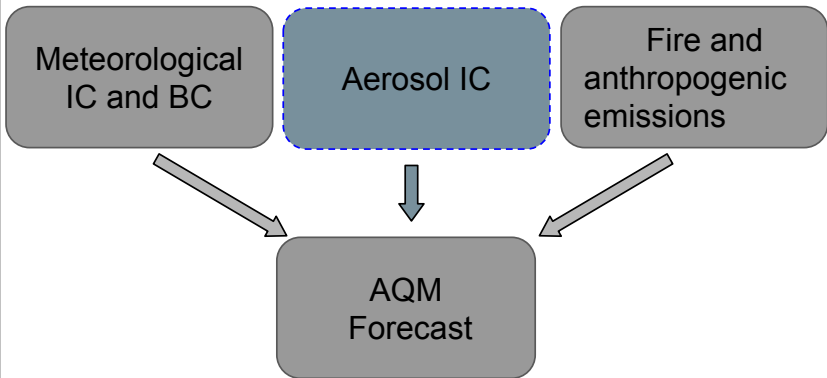 Meteorological
IC and BC
Aerosol IC
Fire and
anthropogenic
emissions
AQM
Forecast